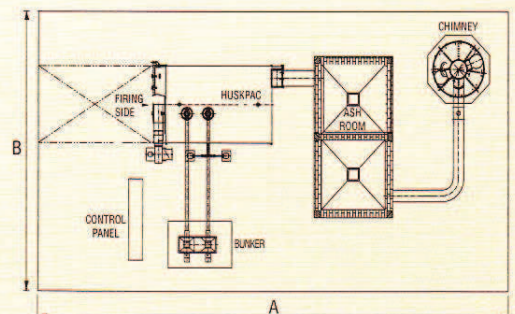 CHIMNEY
FIRING
SIDE
HUSKPAC
ASH
ROOM
B
CONTROL
PANEL
BUNKER
A